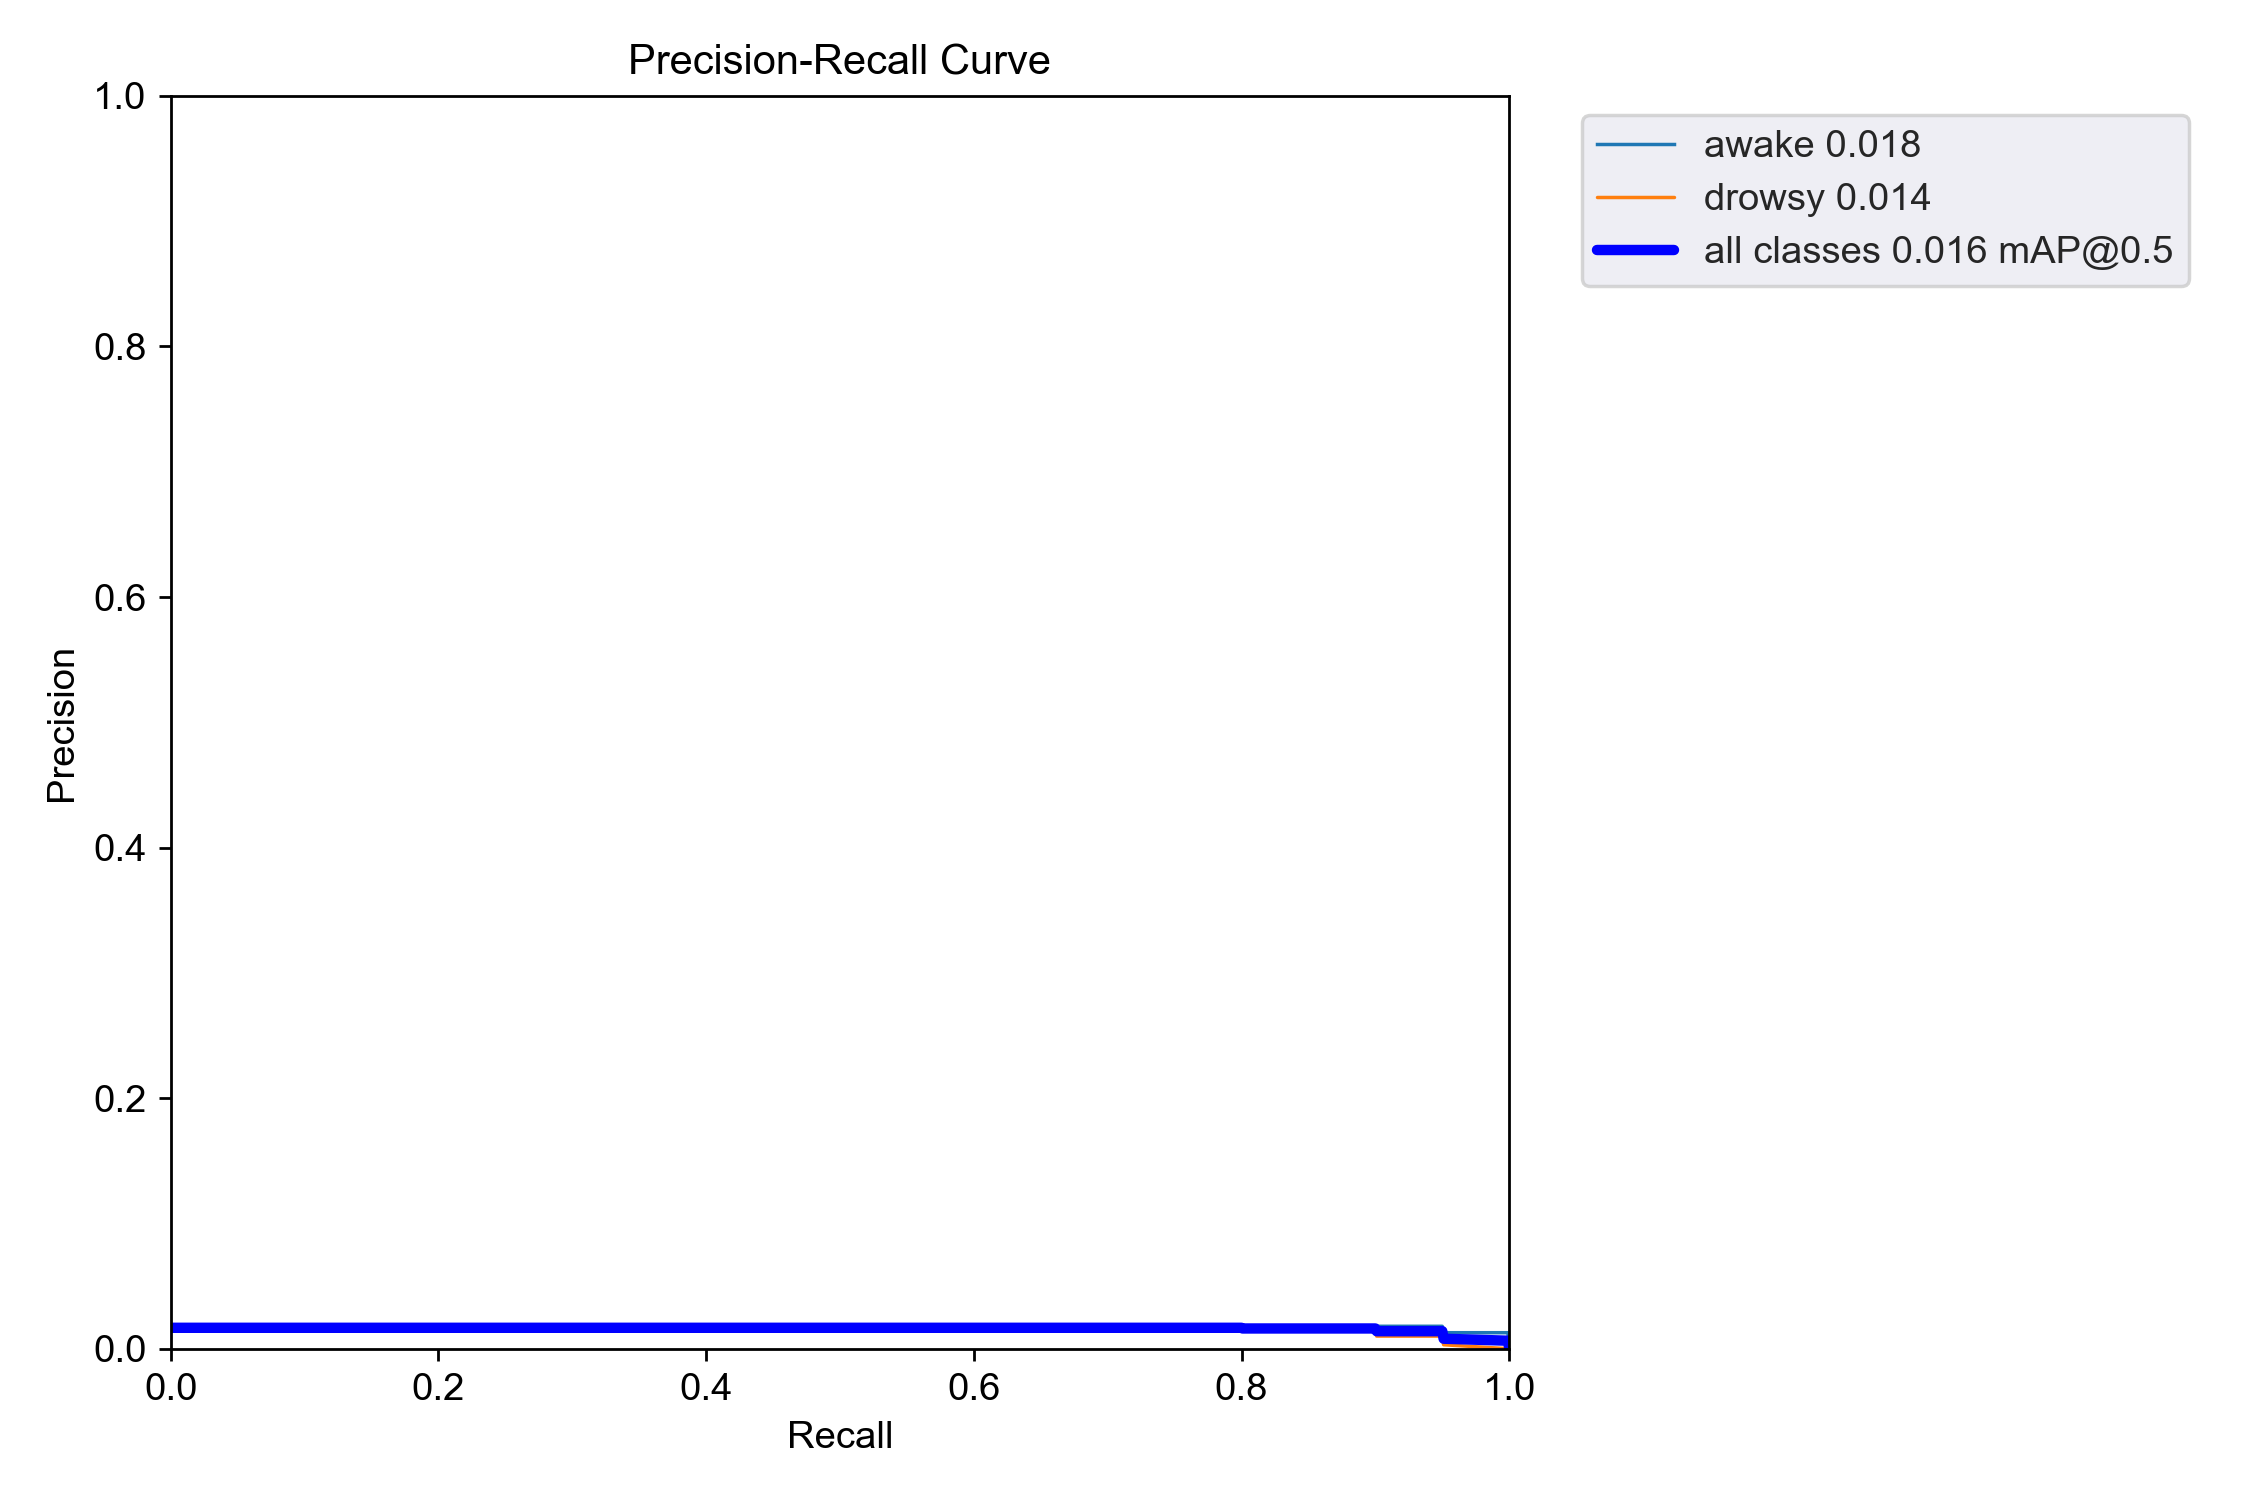 Precision-Recall Curve
1.0
0.8
0.6
0.4
0.2
0.0
Precision
0.0 0.2 0.4 0.6 0.8 1.0
Recall
awake 0.018
drowsy 0.014
all classes 0.016 mAP@0.5